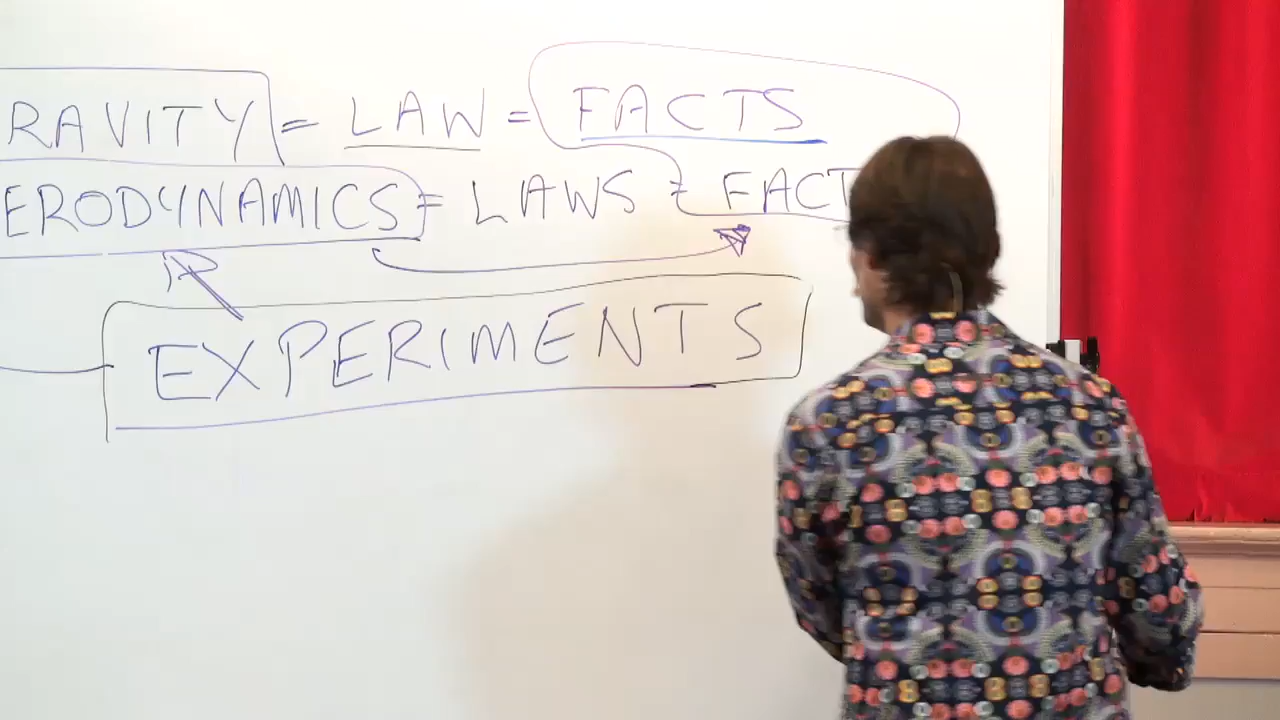 RAVITY = LAW = FACTS
ERODYNAMICS = LAWS = FACT
EXPERIMENTS